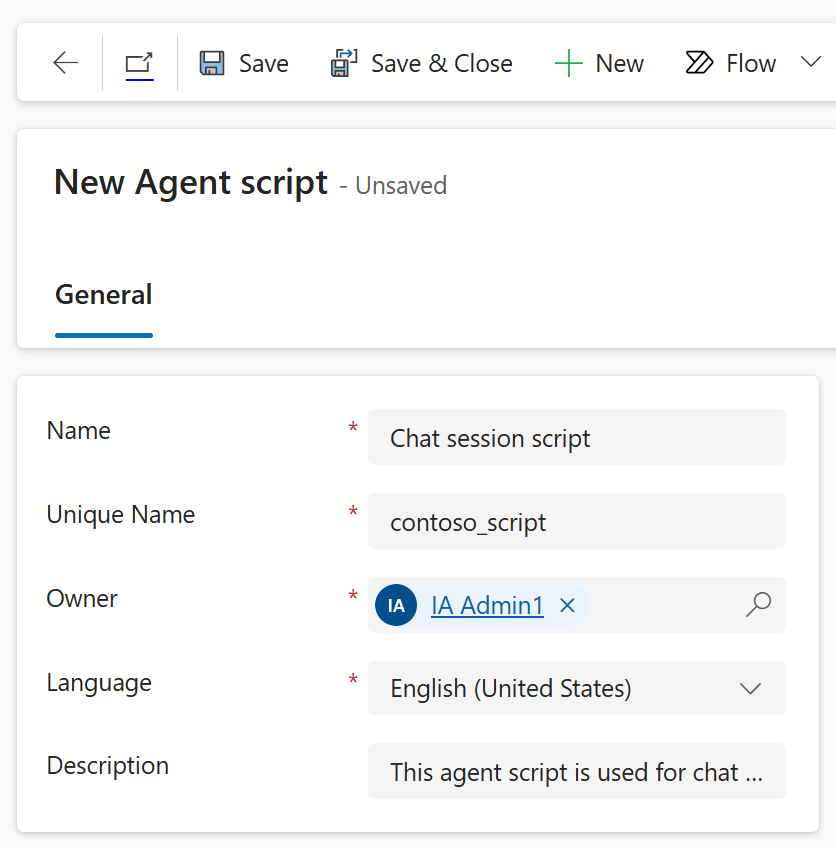 Save Save & Close New Flow
New Agent script - Unsaved
General
Name * Chat session script
Unique Name * contoso_script
Owner * IA IA Admin1
Language * English (United States)
Description This agent script is used for chat ...